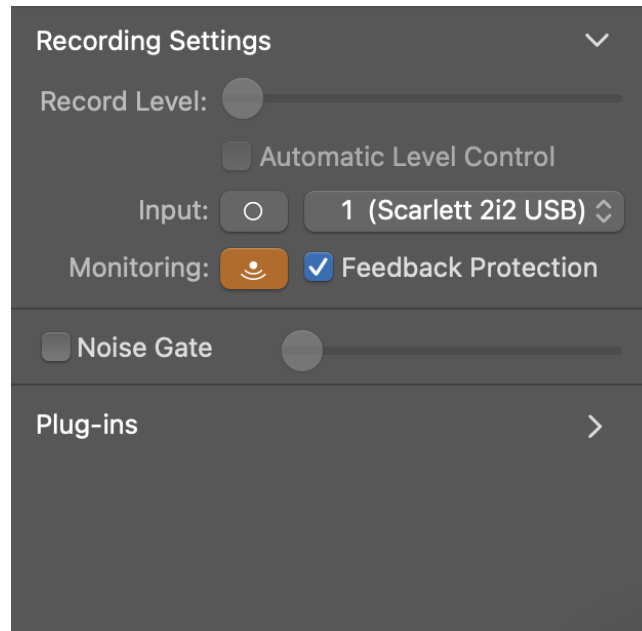 Recording Settings
Record Level:
Automatic Level Control
Input: 1 (Scarlett 2i2 USB)
Monitoring: Feedback Protection
Noise Gate
Plug-ins